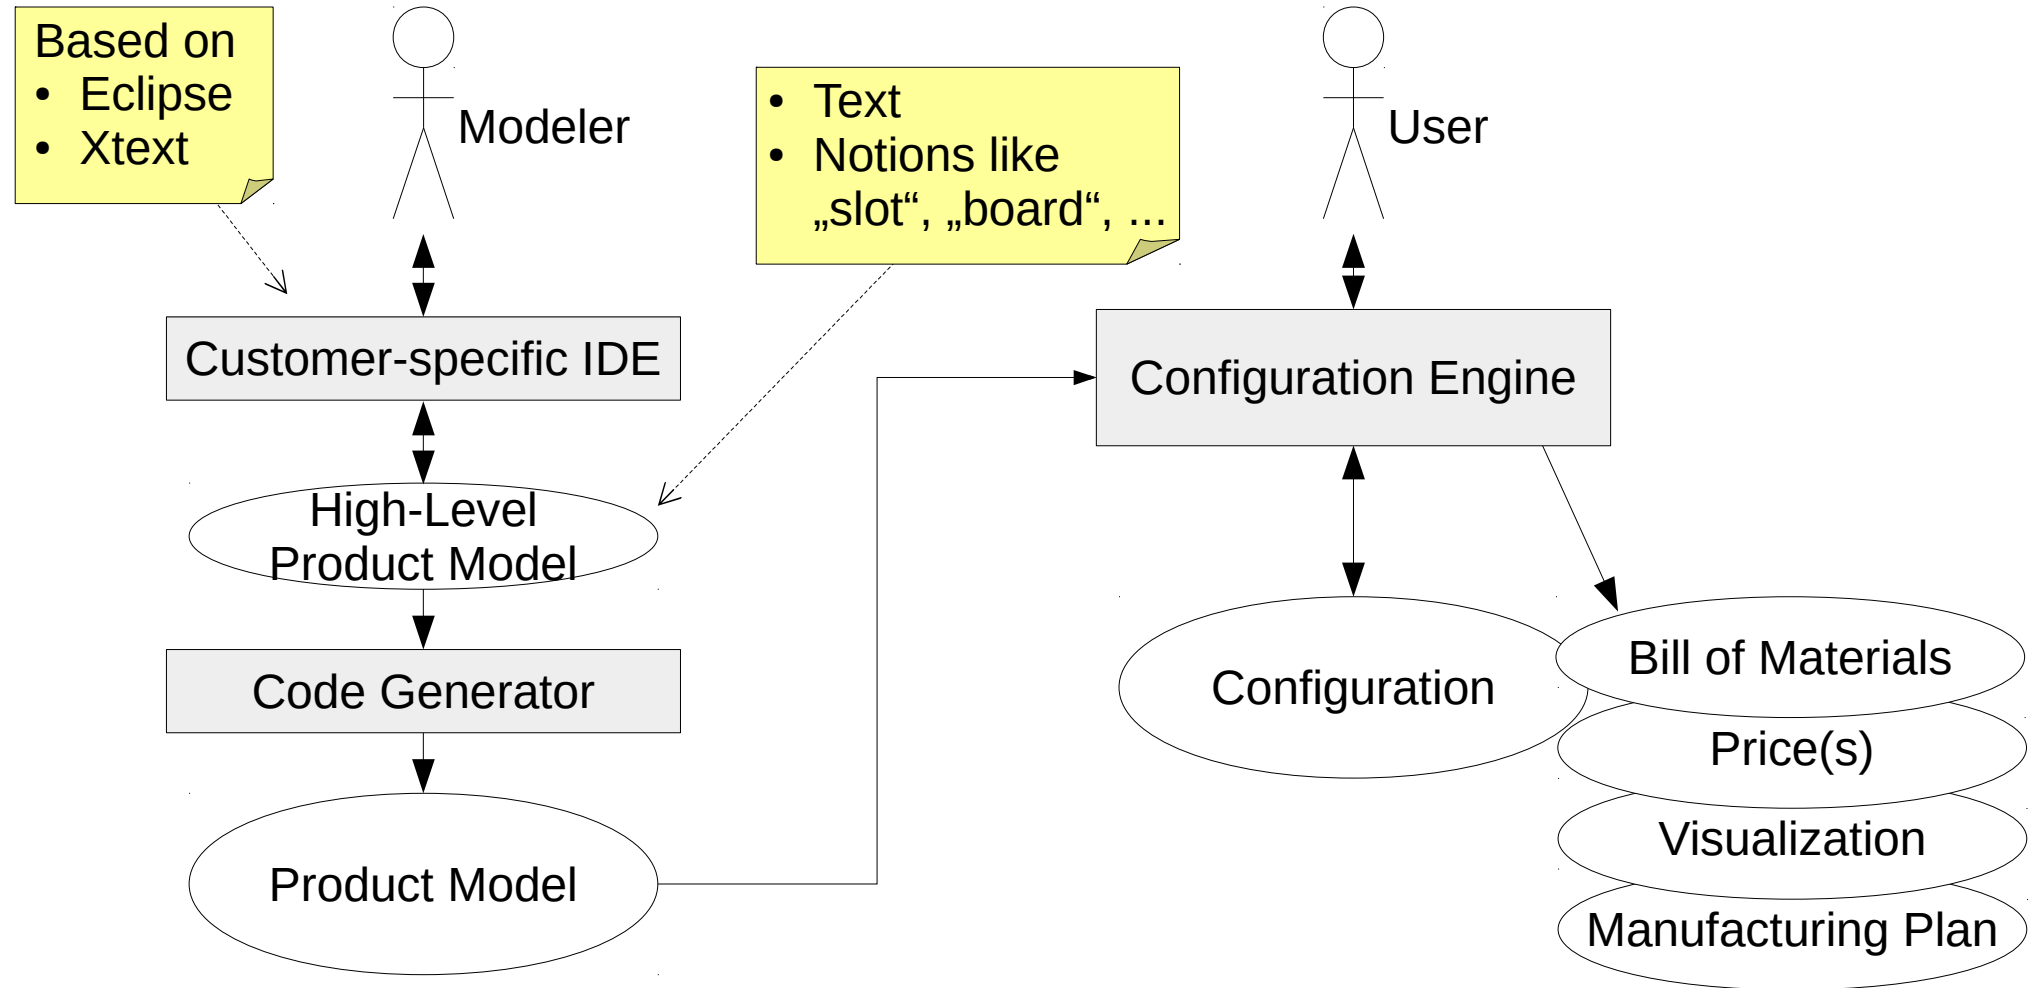 Based on
• Eclipse
• Xtext
Modeler
• Text
• Notions like
„slot“, „board“, ...
User
Customer-specific IDE
Configuration Engine
High-Level
Product Model
Code Generator
Product Model
Configuration
Bill of Materials
Price(s)
Visualization
Manufacturing Plan